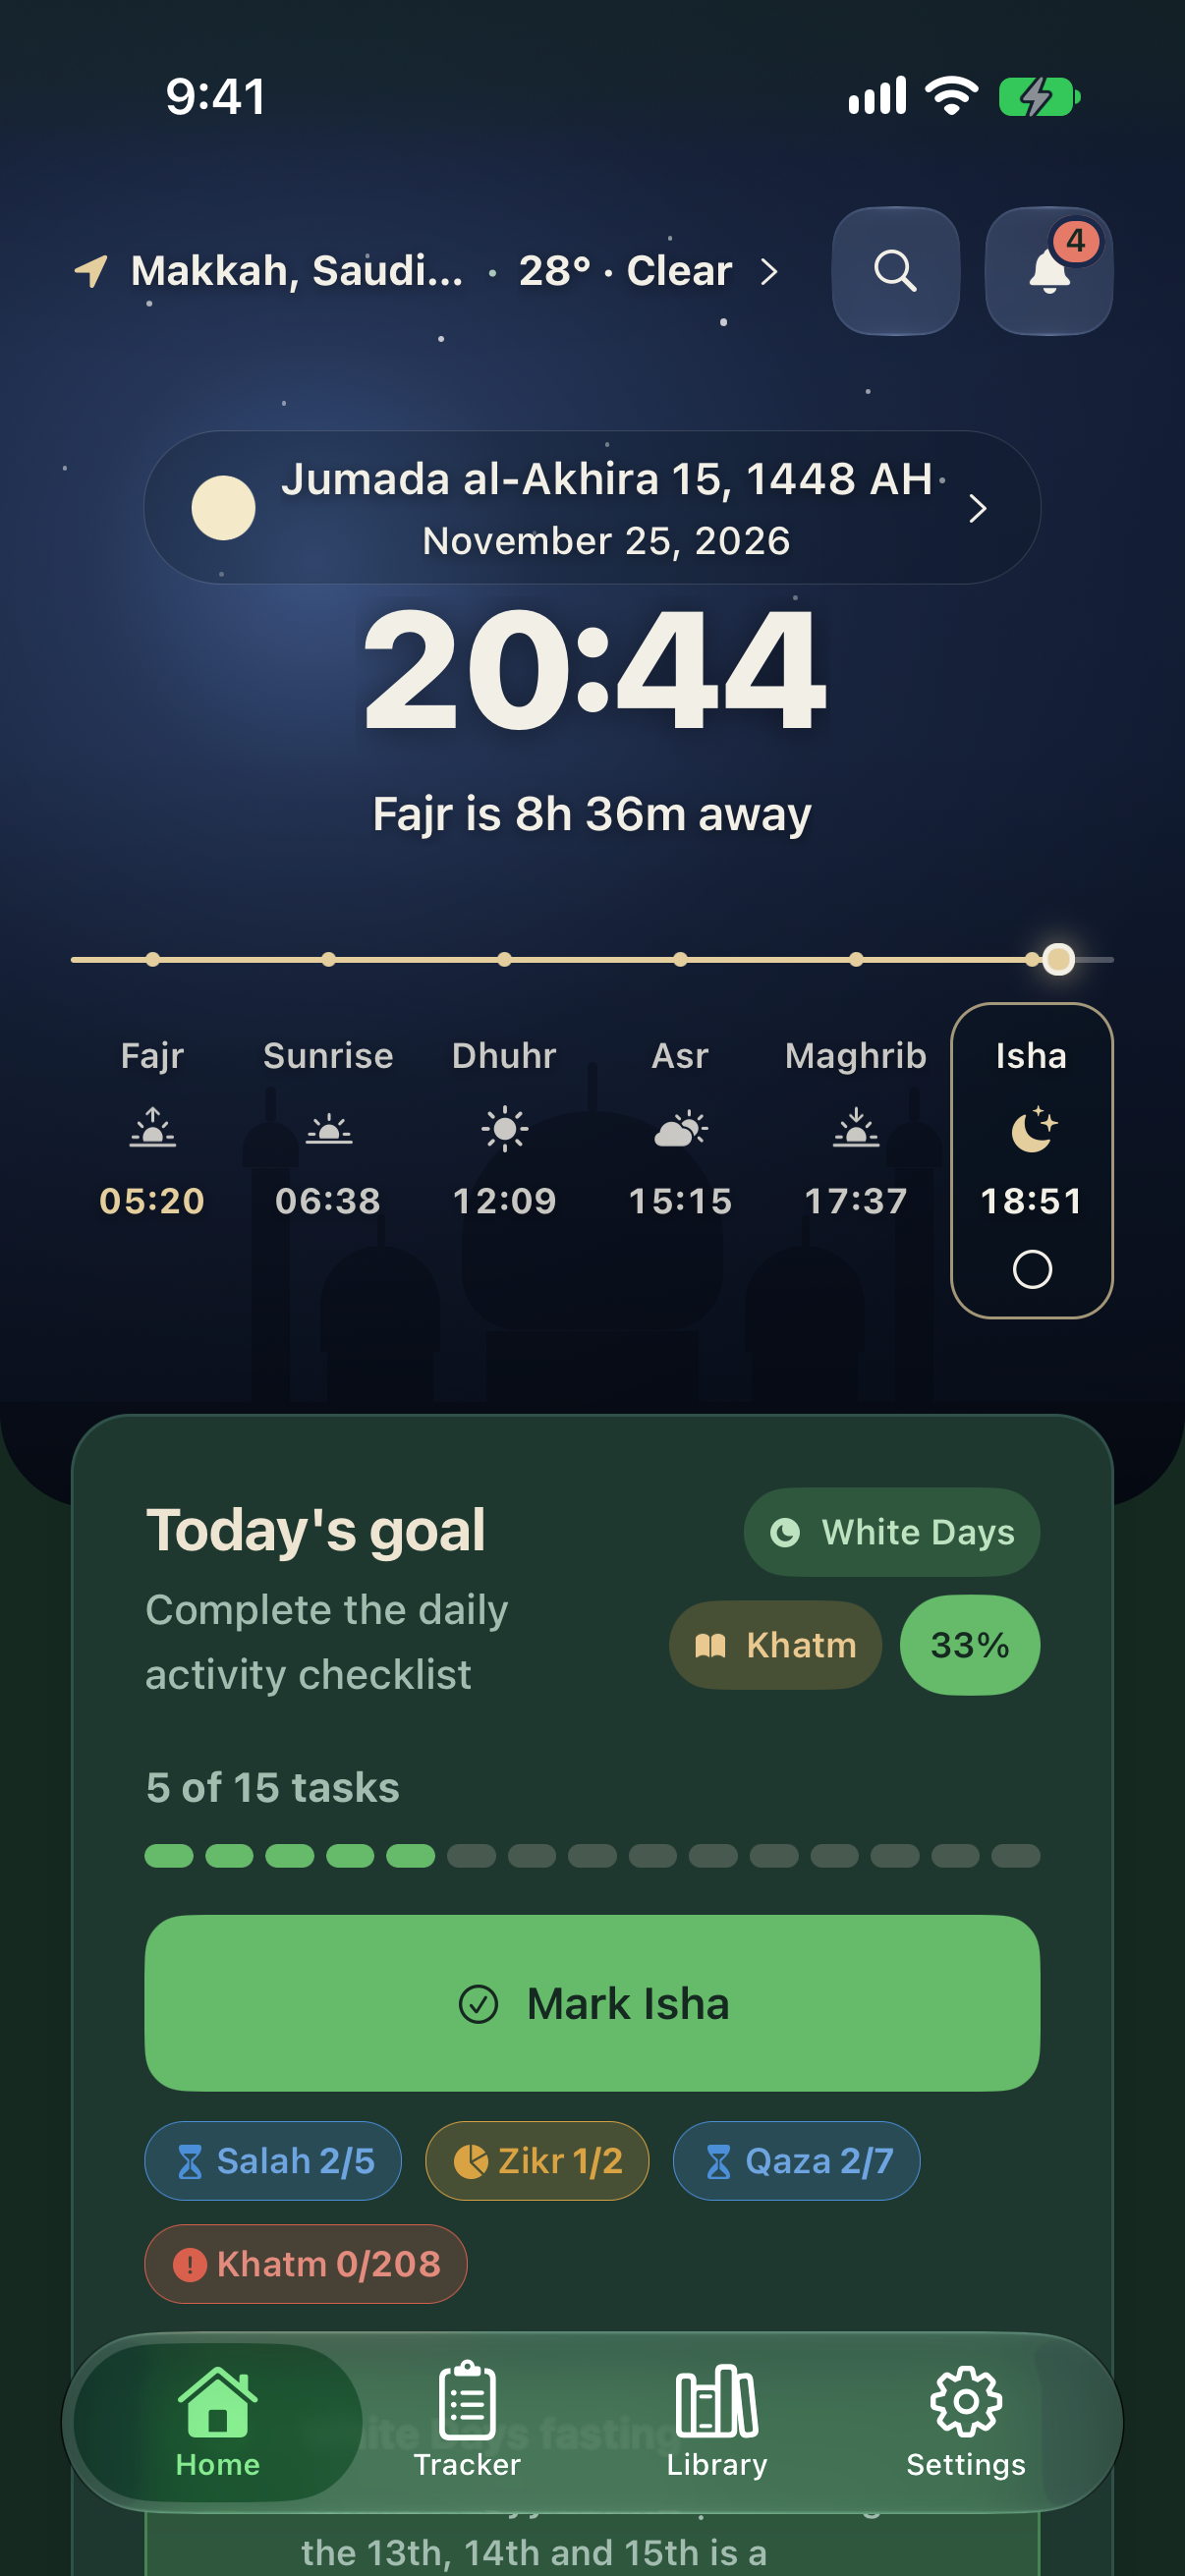 9:41
Makkah, Saudi... · 28° · Clear
4
Jumada al-Akhira 15, 1448 AH
November 25, 2026
20:44
Fajr is 8h 36m away
Fajr Sunrise Dhuhr Asr Maghrib Isha
05:20 06:38 12:09 15:15 17:37 18:51
Today's goal
White Days
Complete the daily
activity checklist
Khatm 33%
5 of 15 tasks
Mark Isha
Salah 2/5 Zikr 1/2 Qaza 2/7
Khatm 0/208
Days fasting
Home Tracker Library Settings
the 13th, 14th and 15th is a